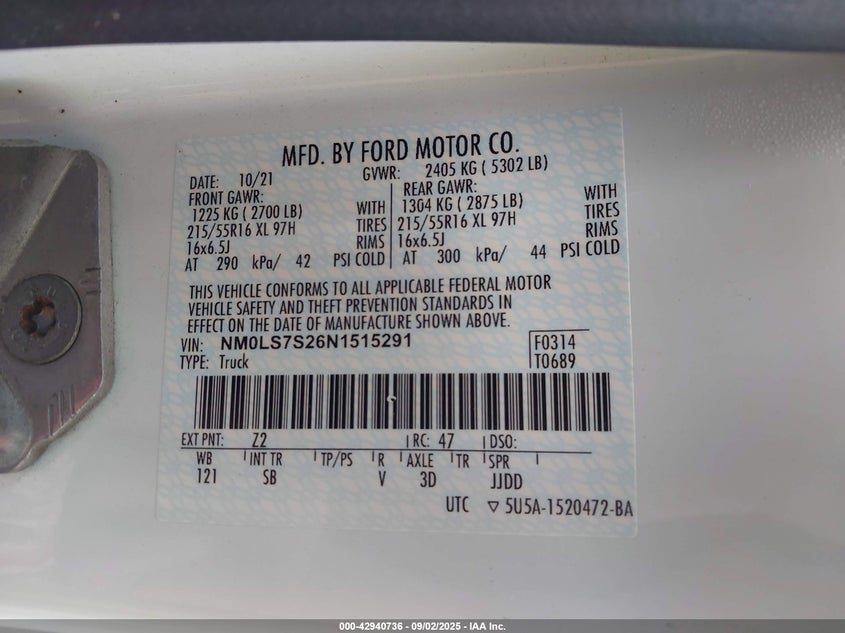 MFD. BY FORD MOTOR CO.
DATE: 10/21 GVWR: 2405 KG ( 5302 LB)
FRONT GAWR: REAR GAWR:
1225 KG ( 2700 LB) WITH 1304 KG ( 2875 LB) WITH
215/55R16 XL 97H TIRES 215/55R16 XL 97H TIRES
16x6.5J RIMS 16x6.5J RIMS
AT 290 kPa/ 42 PSI COLD AT 300 kPa/ 44 PSI COLD
THIS VEHICLE CONFORMS TO ALL APPLICABLE FEDERAL MOTOR
VEHICLE SAFETY AND THEFT PREVENTION STANDARDS IN
EFFECT ON THE DATE OF MANUFACTURE SHOWN ABOVE.
VIN: NM0LS7S26N1515291 F0314
TYPE: Truck T0689
EXT PNT: Z2 RC: 47 DSO:
WB INT TR TP/PS R AXLE TR SPR
121 SB V 3D JJDD
UTC ▽ 5U5A-1520472-BA
000-42940736 - 09/02/2025 - IAA Inc.